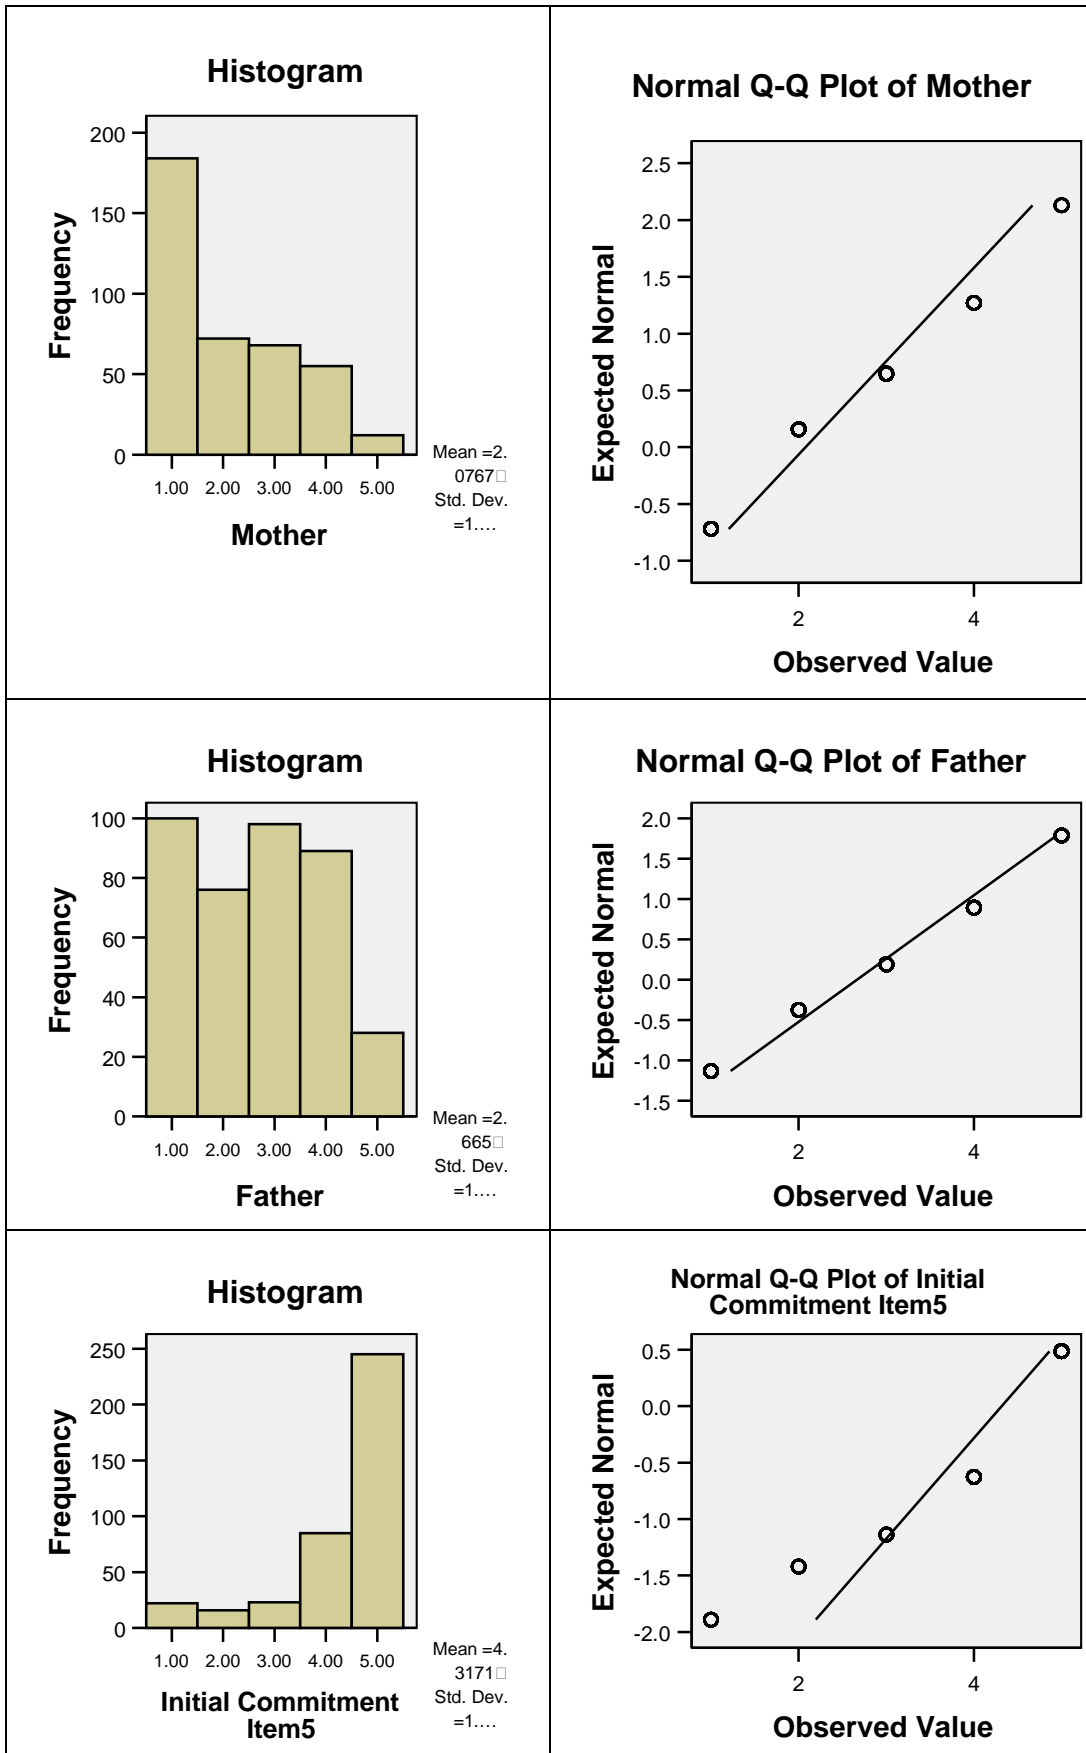 Histogram
200
150
100
50
0
Frequency
1.00 2.00 3.00 4.00 5.00
Mother
Mean =2.
0767□
Std. Dev.
=1.…
Normal Q-Q Plot of Mother
2.5
2.0
1.5
1.0
0.5
0.0
-0.5
-1.0
Expected Normal
2 4
Observed Value
Histogram
100
80
60
40
20
0
Frequency
1.00 2.00 3.00 4.00 5.00
Father
Mean =2.
665□
Std. Dev.
=1.…
Normal Q-Q Plot of Father
2.0
1.5
1.0
0.5
0.0
-0.5
-1.0
-1.5
Expected Normal
2 4
Observed Value
Histogram
250
200
150
100
50
0
Frequency
1.00 2.00 3.00 4.00 5.00
Initial Commitment
Item5
Mean =4.
3171□
Std. Dev.
=1.…
Normal Q-Q Plot of Initial
Commitment Item5
0.5
0.0
-0.5
-1.0
-1.5
-2.0
Expected Normal
2 4
Observed Value